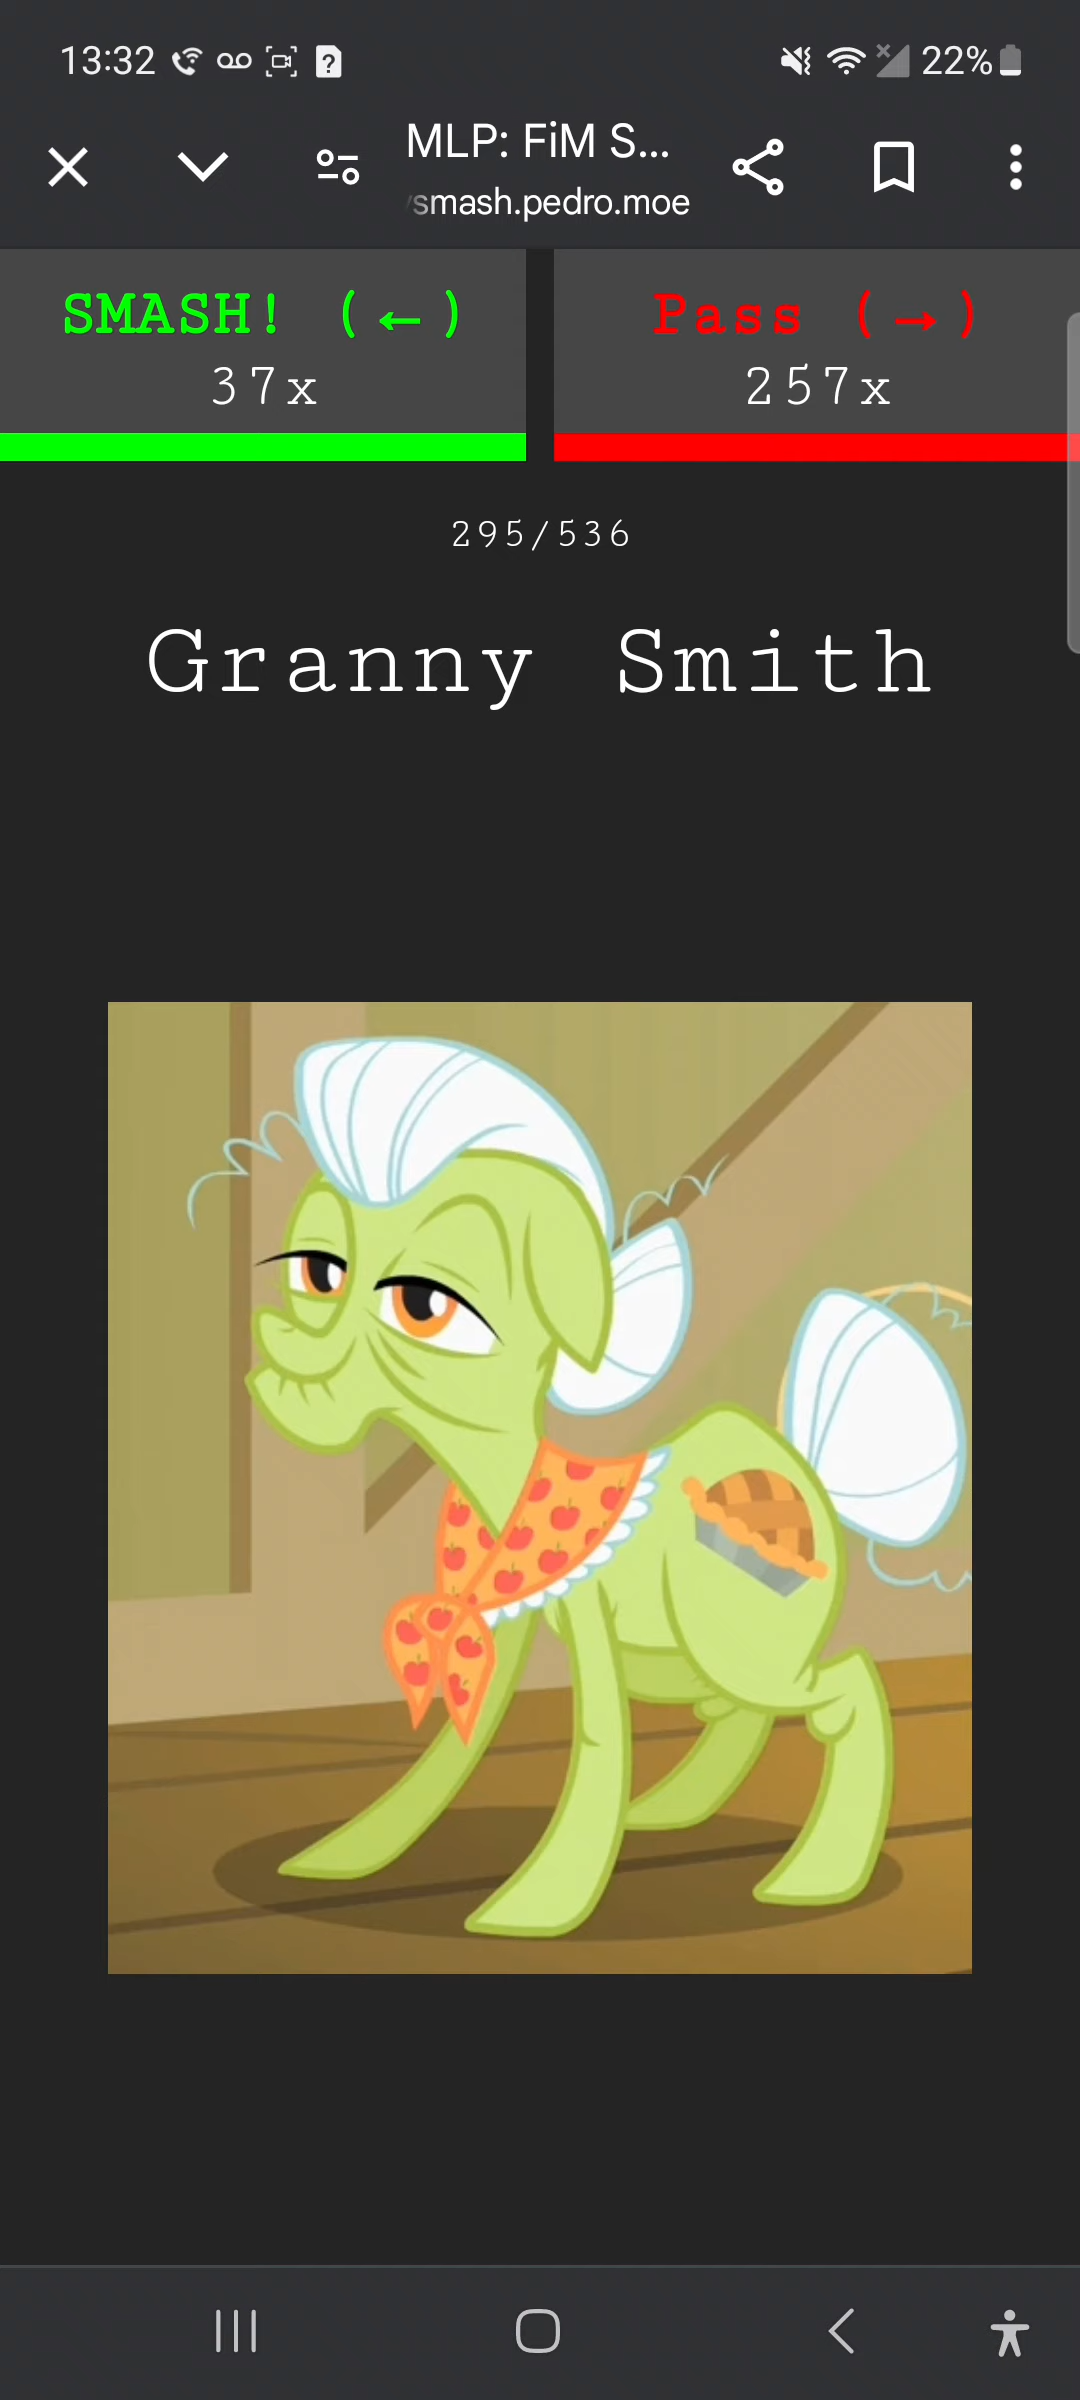 13:32
22%
MLP: FiM S...
smash.pedro.moe
SMASH! (←)
Pass (→)
37x
257x
295/536
Granny Smith